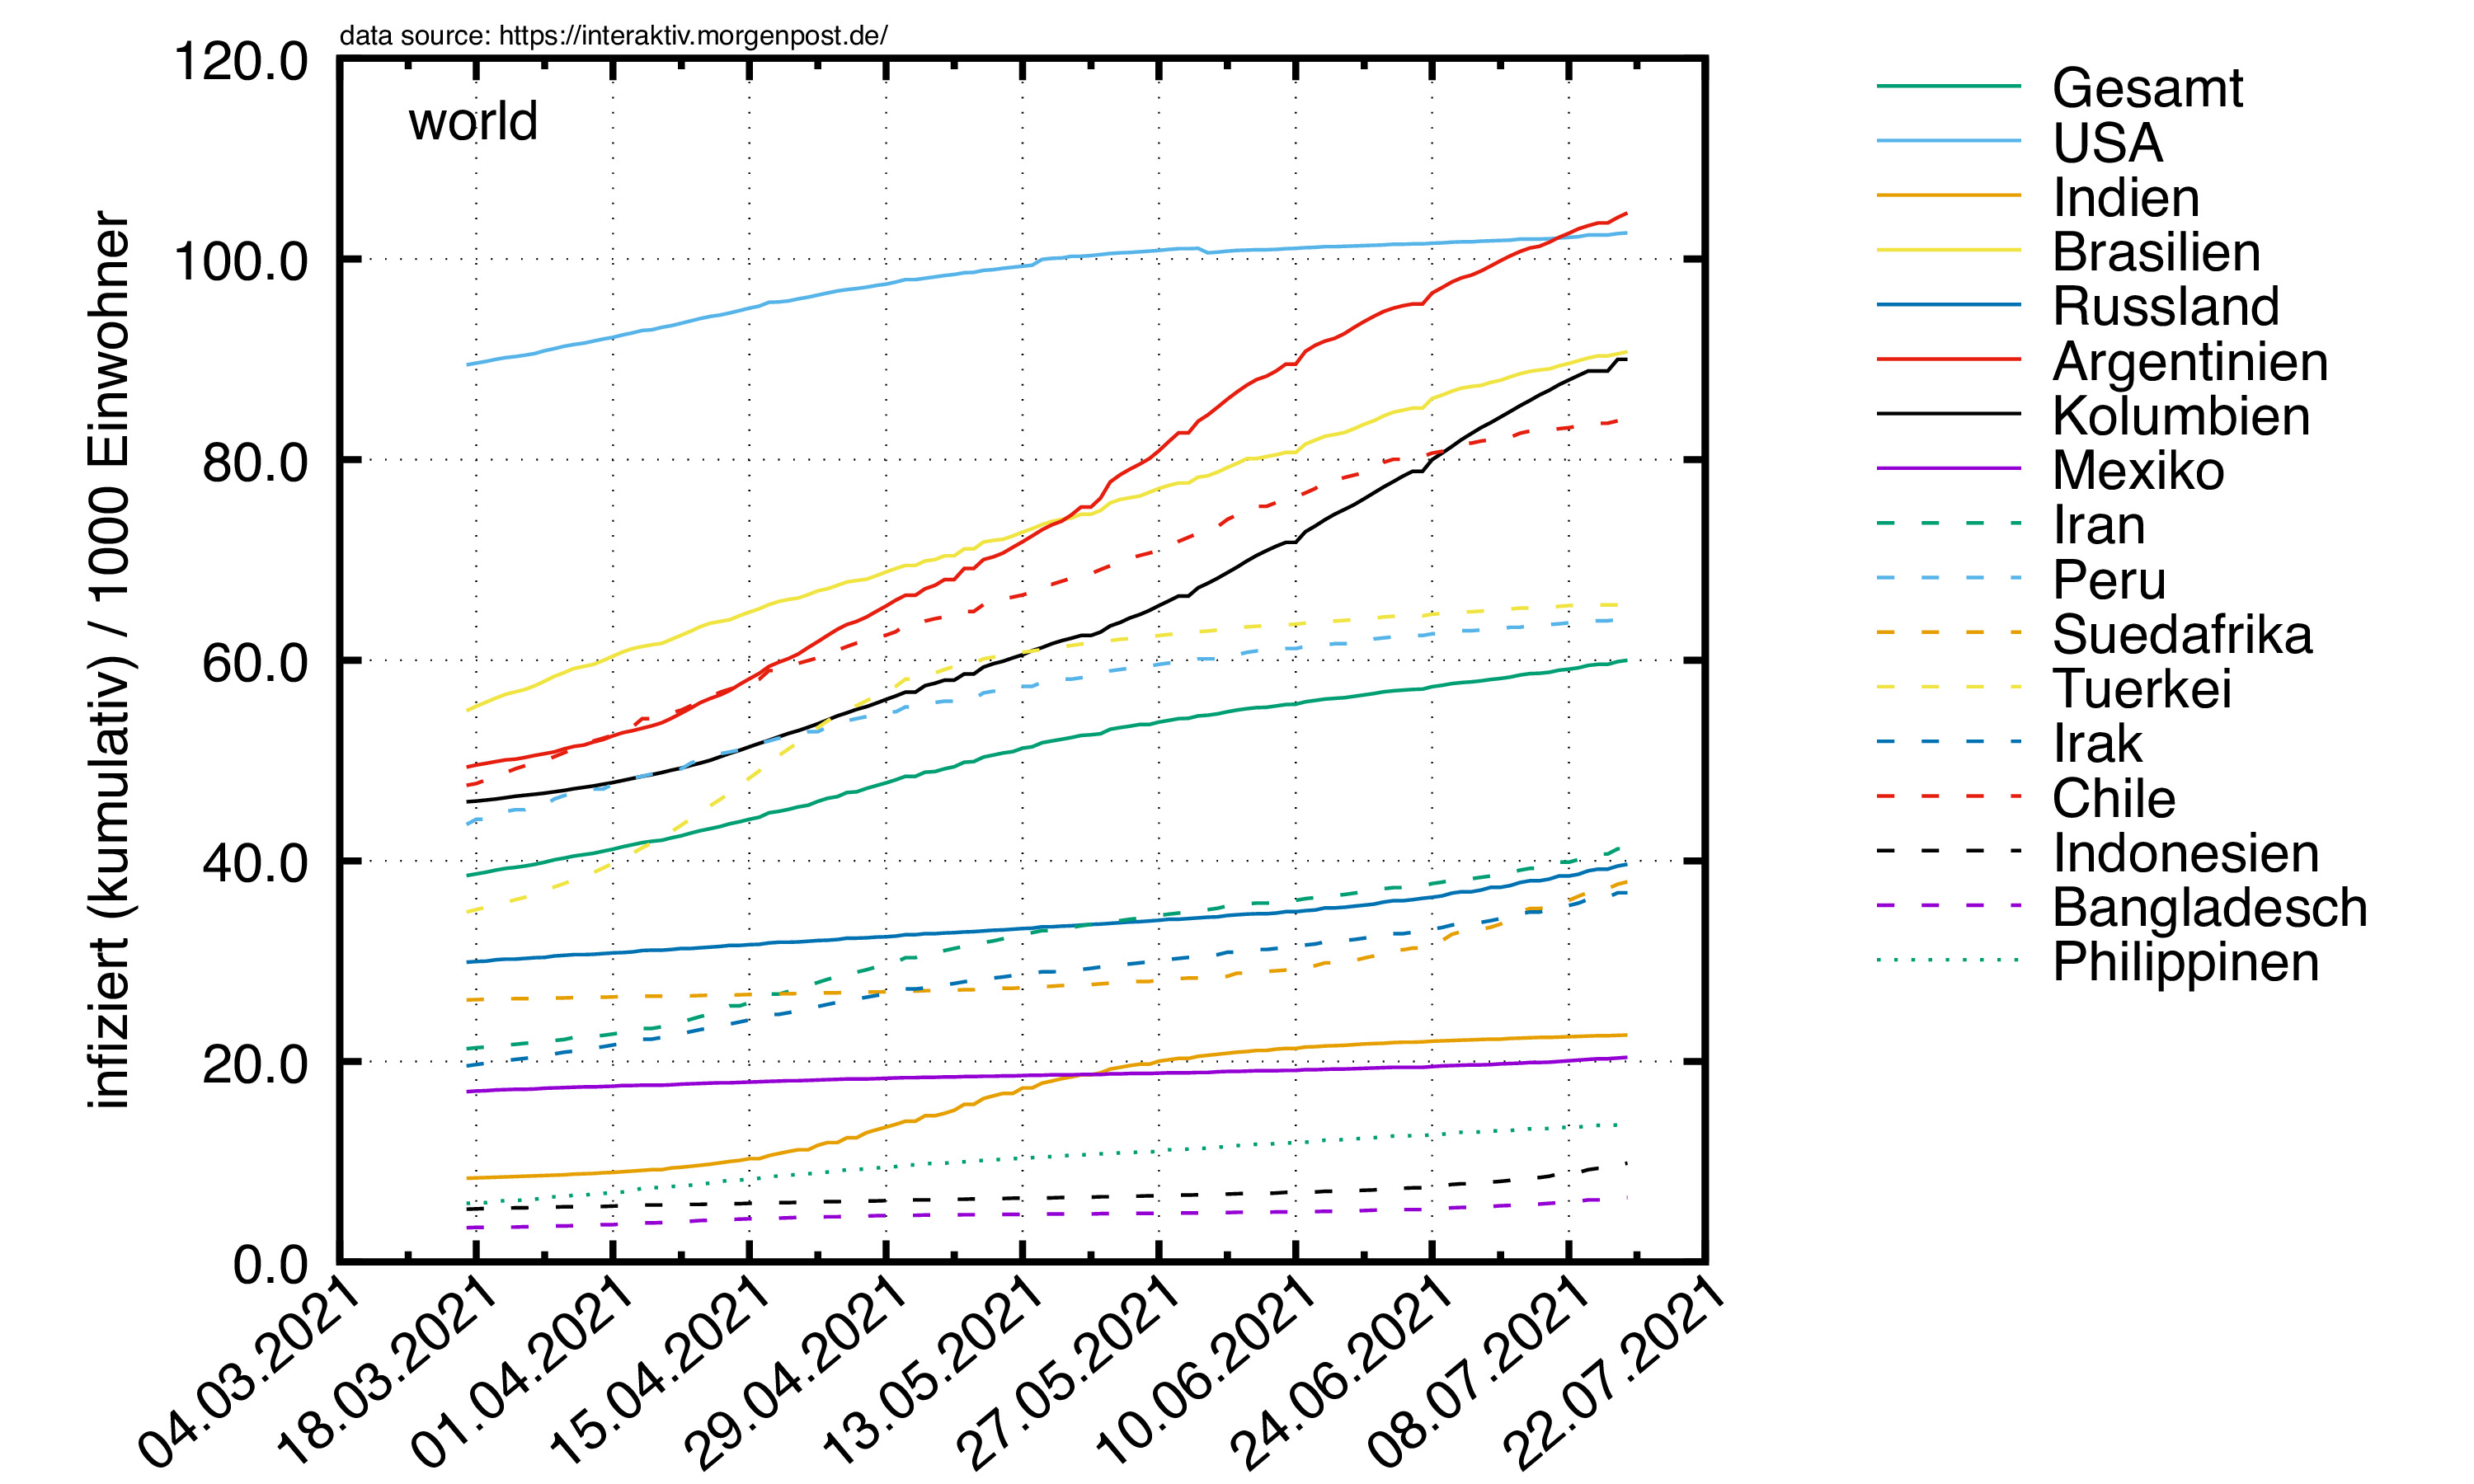 data source: https://interaktiv.morgenpost.de/
120.0
100.0
80.0
60.0
40.0
20.0
0.0
infiziert (kumulativ) / 1000 Einwohner
world
04.03.2021
18.03.2021
01.04.2021
15.04.2021
29.04.2021
13.05.2021
27.05.2021
10.06.2021
24.06.2021
08.07.2021
22.07.2021
Gesamt
USA
Indien
Brasilien
Russland
Argentinien
Kolumbien
Mexiko
Iran
Peru
Suedafrika
Tuerkei
Irak
Chile
Indonesien
Bangladesch
Philippinen